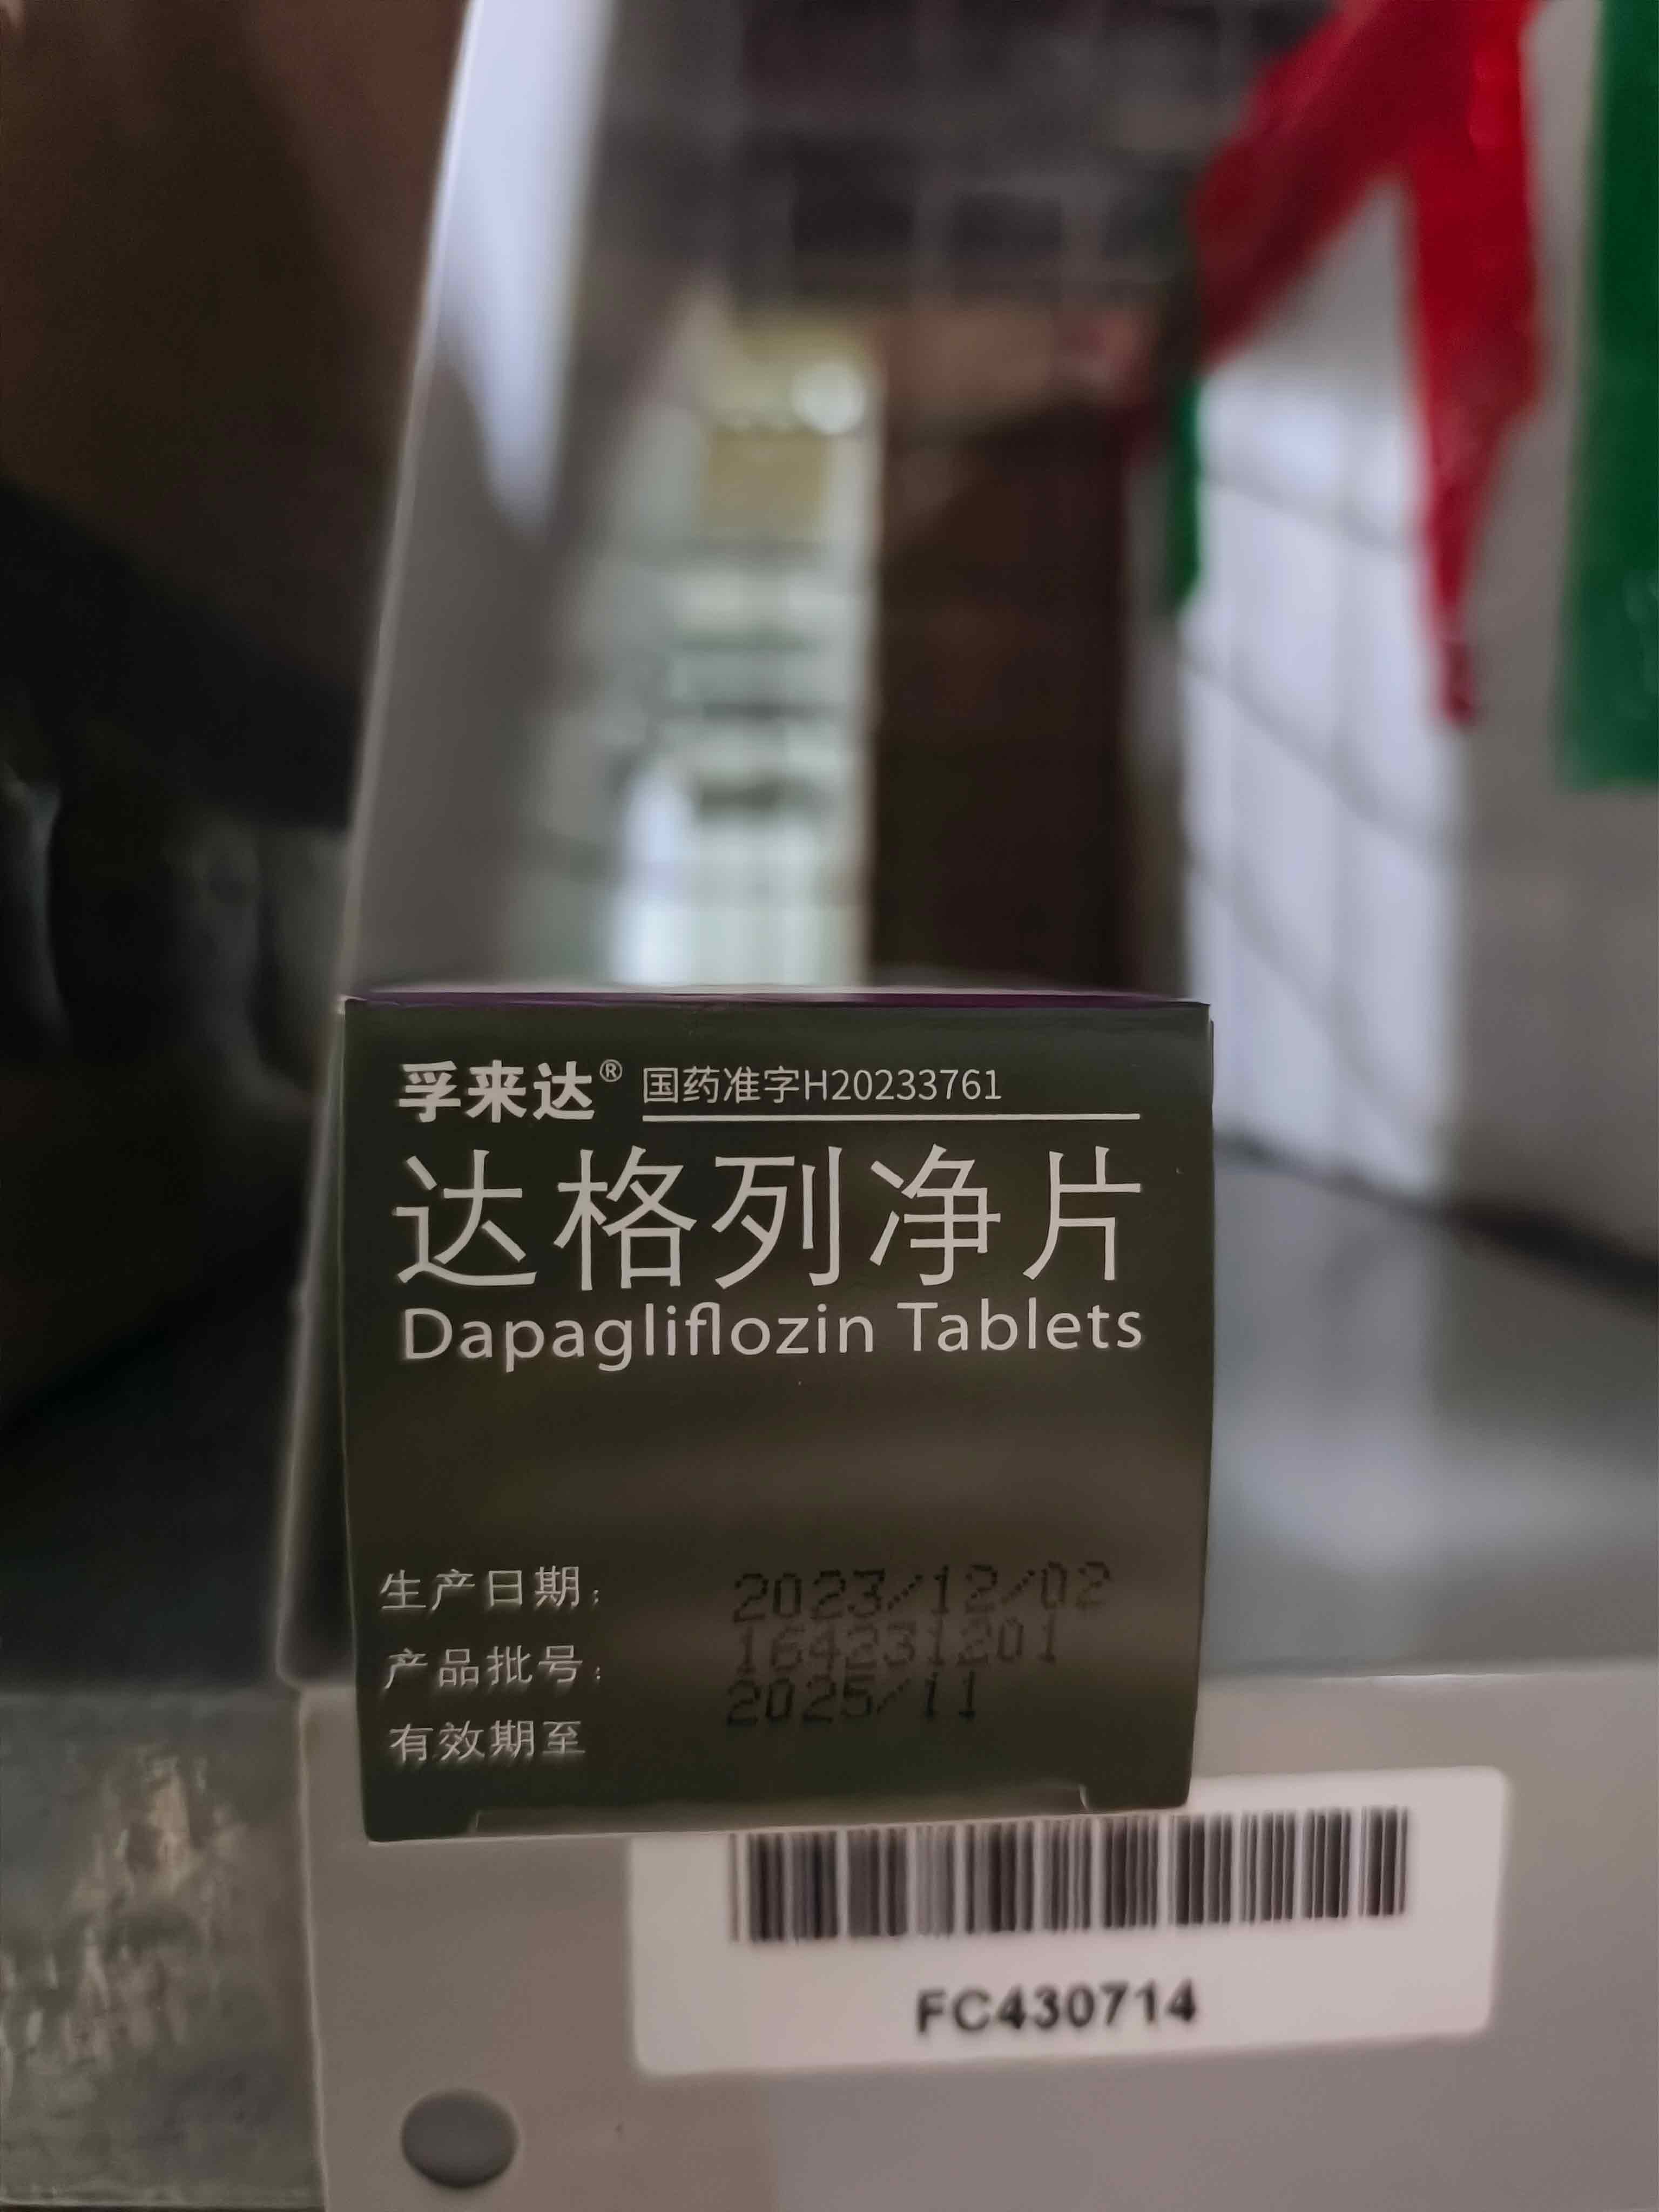 孚来达® 国药准字H20233761
达格列净片
Dapagliflozin Tablets
生产日期: 2023/12/02
产品批号: 164231201
有效期至 2025/11
FC430714